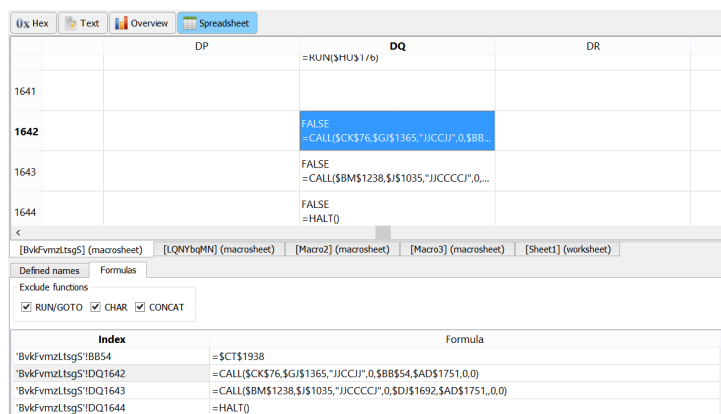 0x Hex Text Overview Spreadsheet
DP DQ DR
=RUN($HU$176)
1641
1642 FALSE
=CALL($CK$76,$GJ$1365,"JJCCJJ",0,$BB...
1643 FALSE
=CALL($BM$1238,$J$1035,"JJCCCCJ",0,...
1644 FALSE
=HALT()
<
[BvkFvmzLtsgS] (macrosheet) [LQNYbqMN] (macrosheet) [Macro2] (macrosheet) [Macro3] (macrosheet) [Sheet1] (worksheet)
Defined names Formulas
Exclude functions
RUN/GOTO CHAR CONCAT
Index Formula
'BvkFvmzLtsgS'!BB54 =$CT$1938
'BvkFvmzLtsgS'!DQ1642 =CALL($CK$76,$GJ$1365,"JJCCJJ",0,$BB$54,$AD$1751,0,0)
'BvkFvmzLtsgS'!DQ1643 =CALL($BM$1238,$J$1035,"JJCCCCJ",0,$DJ$1692,$AD$1751,,0,0)
'BvkFvmzLtsgS'!DQ1644 =HALT()